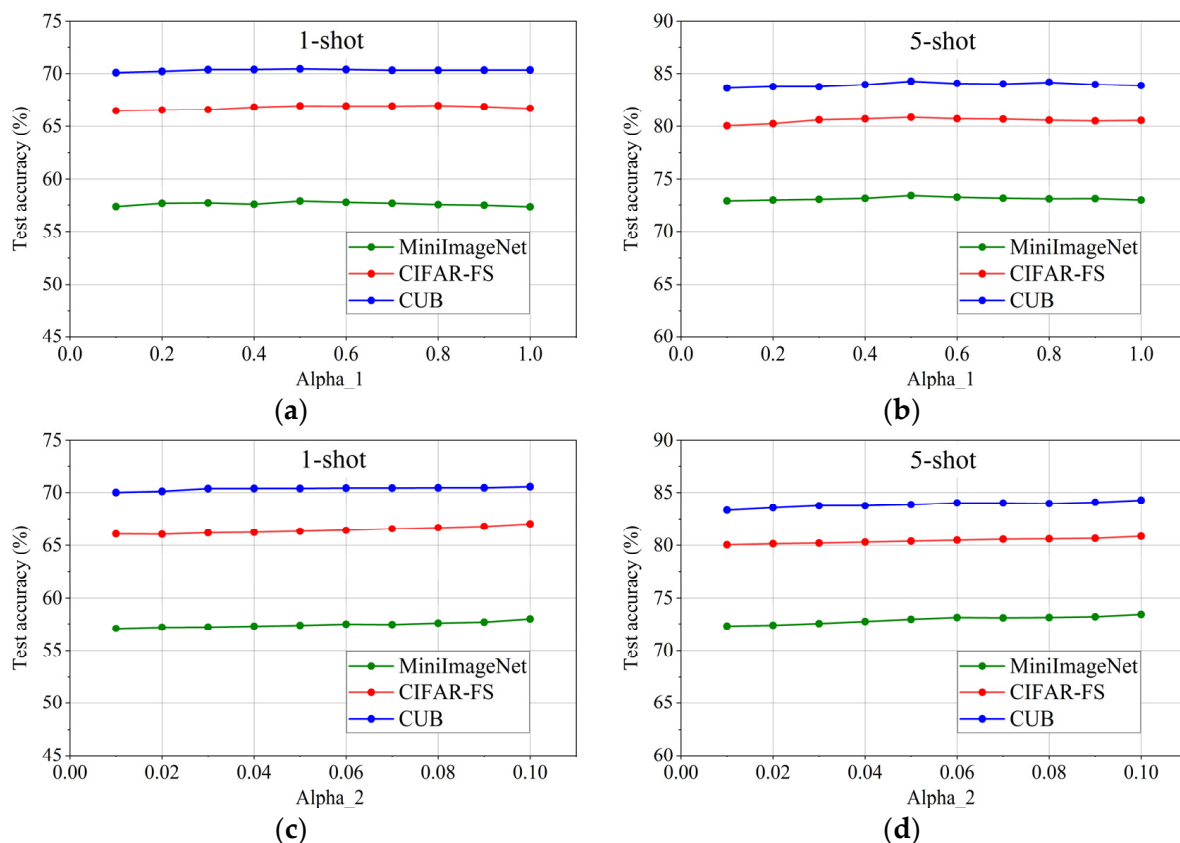 1-shot
75
70
65
60
55
50
45
Test accuracy (%)
MiniImageNet
CIFAR-FS
CUB
0.0 0.2 0.4 0.6 0.8 1.0
Alpha_1
(a)
5-shot
90
85
80
75
70
65
60
Test accuracy (%)
MiniImageNet
CIFAR-FS
CUB
0.0 0.2 0.4 0.6 0.8 1.0
Alpha_1
(b)
1-shot
75
70
65
60
55
50
45
Test accuracy (%)
MiniImageNet
CIFAR-FS
CUB
0.00 0.02 0.04 0.06 0.08 0.10
Alpha_2
(c)
5-shot
90
85
80
75
70
65
60
Test accuracy (%)
MiniImageNet
CIFAR-FS
CUB
0.00 0.02 0.04 0.06 0.08 0.10
Alpha_2
(d)